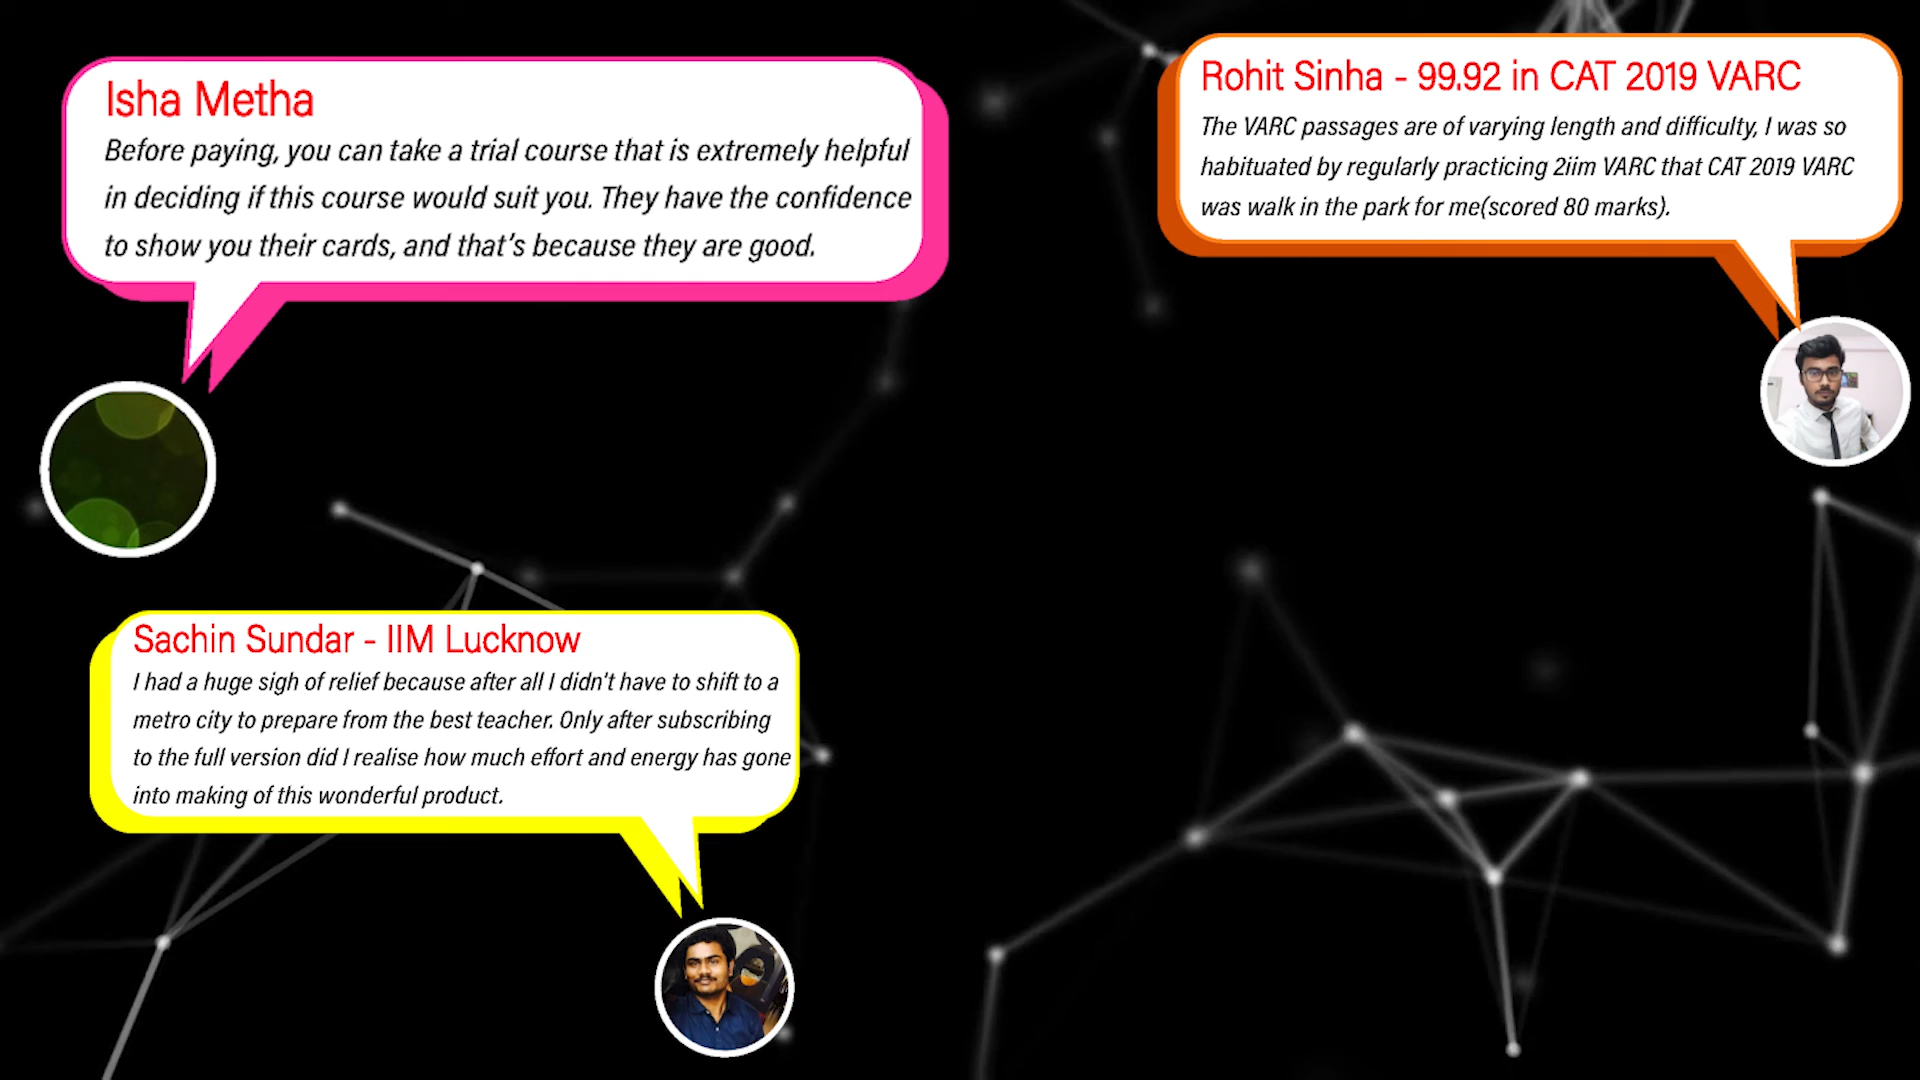 Isha Metha
Before paying, you can take a trial course that is extremely helpful
in deciding if this course would suit you. They have the confidence
to show you their cards, and that's because they are good.
Rohit Sinha - 99.92 in CAT 2019 VARC
The VARC passages are of varying length and difficulty, I was so
habituated by regularly practicing 2iim VARC that CAT 2019 VARC
was walk in the park for me(scored 80 marks).
Sachin Sundar - IIM Lucknow
I had a huge sigh of relief because after all I didn't have to shift to a
metro city to prepare from the best teacher. Only after subscribing
to the full version did I realise how much effort and energy has gone
into making of this wonderful product.